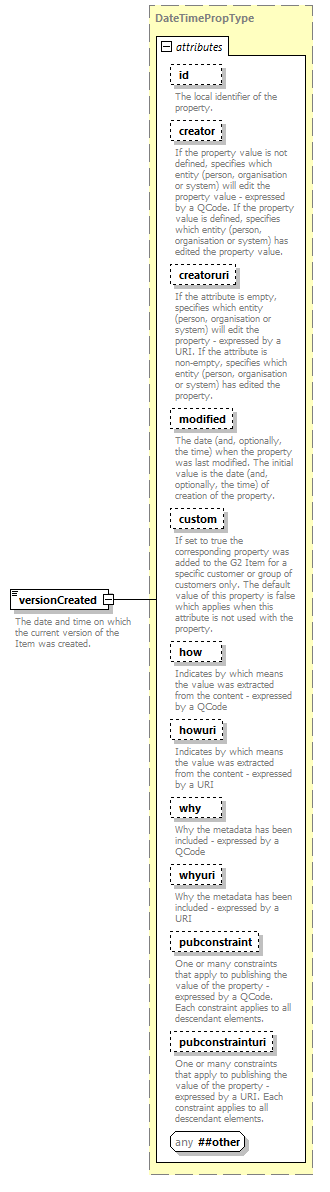 DateTimePropType
attributes
id
The local identifier of the
property.
creator
If the property value is not
defined, specifies which
entity (person, organisation
or system) will edit the
property value - expressed
by a QCode. If the property
value is defined, specifies
which entity (person,
organisation or system) has
edited the property value.
creatoruri
If the attribute is empty,
specifies which entity
(person, organisation or
system) will edit the
property - expressed by a
URI. If the attribute is
non-empty, specifies which
entity (person, organisation
or system) has edited the
property.
modified
The date (and, optionally,
the time) when the property
was last modified. The initial
value is the date (and,
optionally, the time) of
creation of the property.
custom
If set to true the
corresponding property was
added to the G2 Item for a
specific customer or group of
customers only. The default
value of this property is false
which applies when this
attribute is not used with the
property.
versionCreated
The date and time on which
the current version of the
Item was created.
how
Indicates by which means
the value was extracted
from the content - expressed
by a QCode
howuri
Indicates by which means
the value was extracted
from the content - expressed
by a URI
why
Why the metadata has been
included - expressed by a
QCode
whyuri
Why the metadata has been
included - expressed by a
URI
pubconstraint
One or many constraints
that apply to publishing the
value of the property -
expressed by a QCode.
Each constraint applies to all
descendant elements.
pubconstrainturi
One or many constraints
that apply to publishing the
value of the property -
expressed by a URI. Each
constraint applies to all
descendant elements.
any ##other